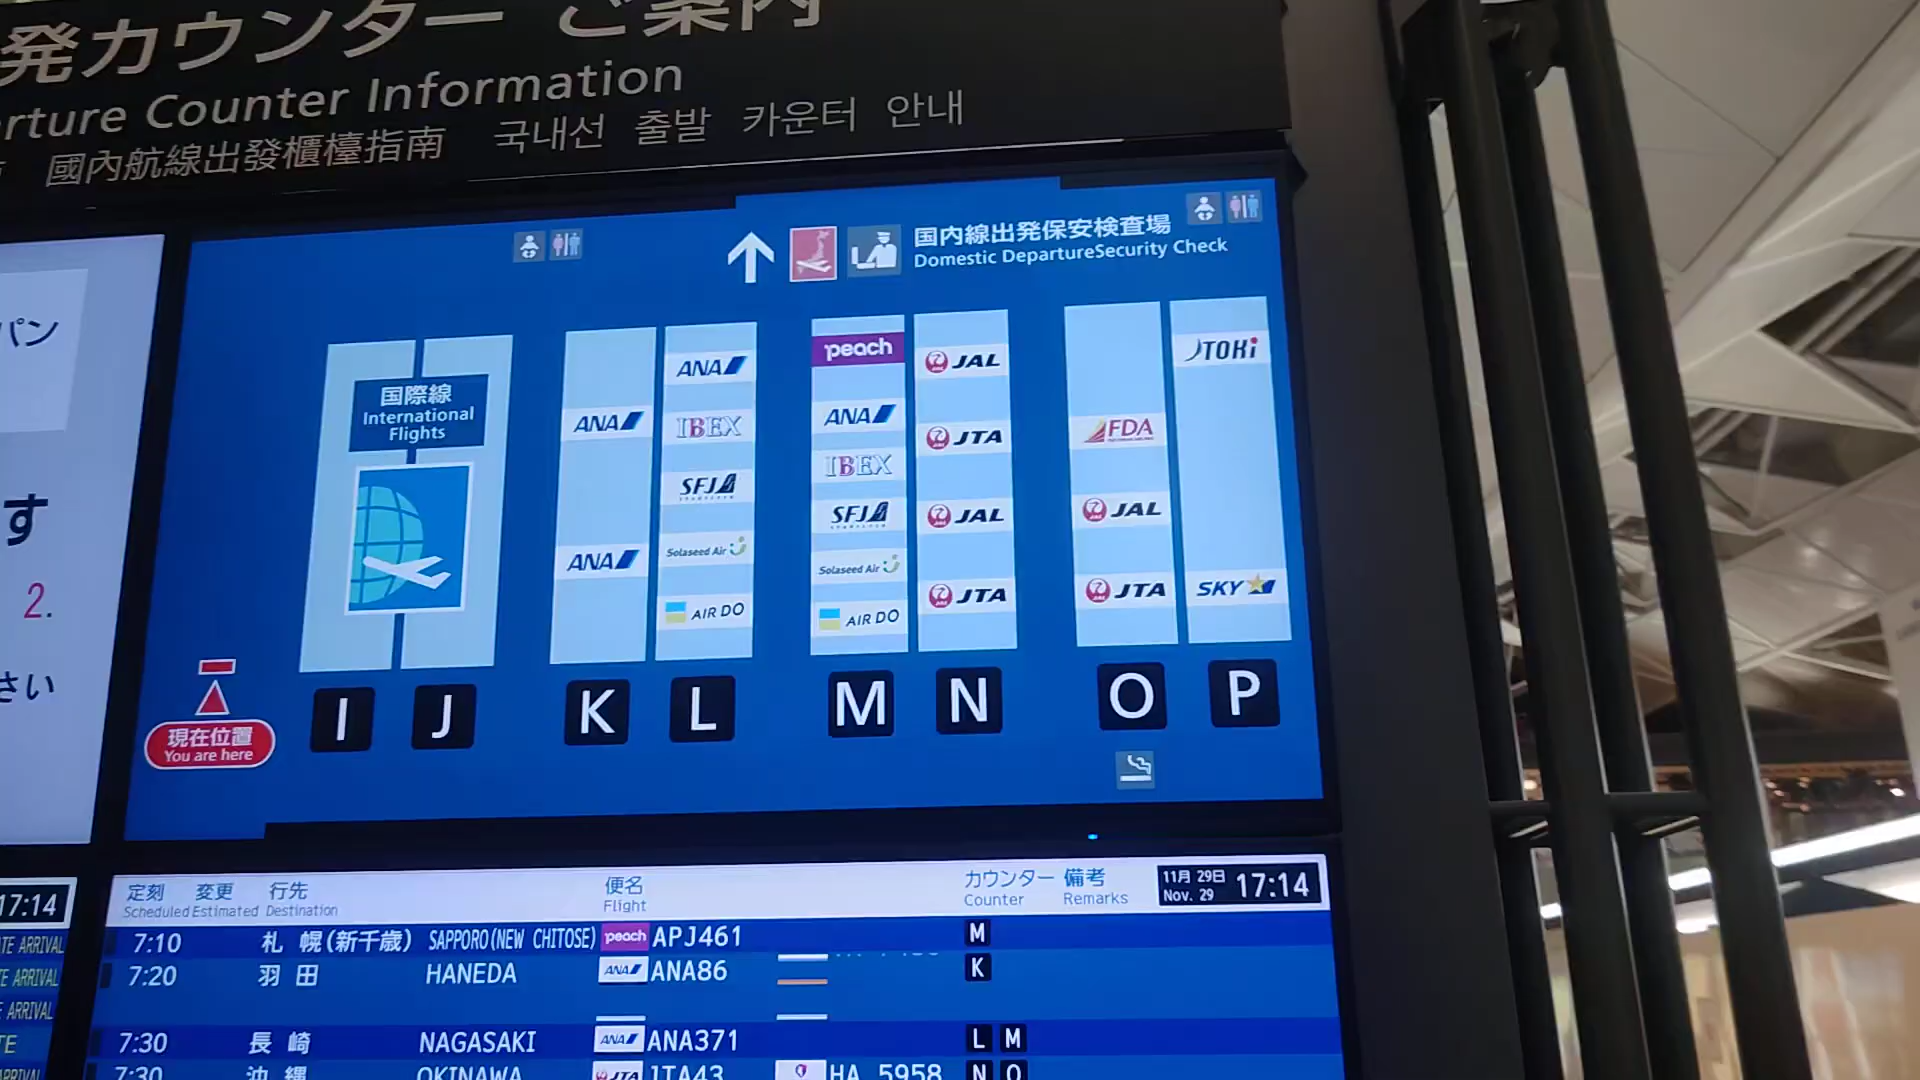 発カウンター ご案内
rture Counter Information
國內航線出發櫃檯指南 국내선 출발 카운터 안내
パン
す
2.
さい
国内線出発保安検査場
Domestic DepartureSecurity Check
国際線
International
Flights
ANA
ANA
ANA
IBEX
SFJ
Solaseed Air
AIR DO
peach
ANA
IBEX
SFJ
Solaseed Air
AIR DO
JAL
JTA
JAL
JTA
FDA
JAL
JTA
TOKI
SKY
I J K L M N O P
現在位置
You are here
定刻 変更 行先 便名 カウンター 備考 11月 29日 17:14
Scheduled Estimated Destination Flight Counter Remarks Nov. 29
7:10 札 幌(新千歳) SAPPORO(NEW CHITOSE) peach APJ461 M
7:20 羽 田 HANEDA ANA ANA86 K
7:30 長 崎 NAGASAKI ANA ANA371 L M
7:30 沖 縄 OKINAWA JTA JTA43 HA 5958 N O
17:14
TE ARRIVAL
TE ARRIVAL
E ARRIVAL
TE